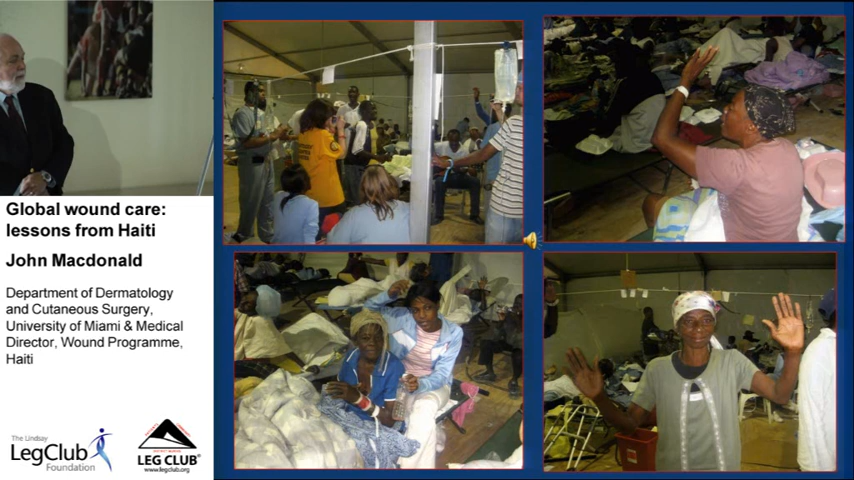 Global wound care:
lessons from Haiti
John Macdonald
Department of Dermatology
and Cutaneous Surgery,
University of Miami & Medical
Director, Wound Programme,
Haiti
The Lindsay
LegClub
Foundation
LEG CLUB®
www.legclub.org